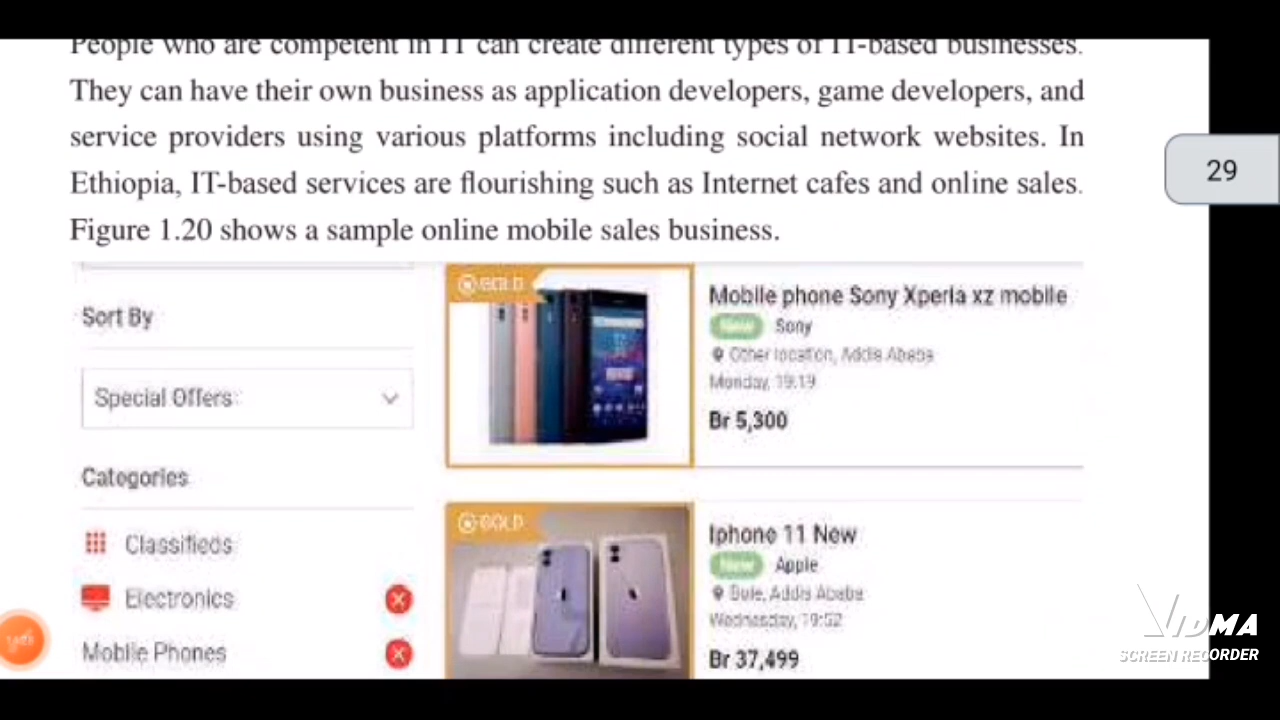 People who are competent in IT can create different types of IT-based businesses.
They can have their own business as application developers, game developers, and
service providers using various platforms including social network websites. In
Ethiopia, IT-based services are flourishing such as Internet cafes and online sales.
Figure 1.20 shows a sample online mobile sales business.
29
Sort By
Special Offers
Categories
Classifieds
Electronics
Mobile Phones
GOLD
Mobile phone Sony Xperia xz mobile
New Sony
Other location, Addis Ababa
Monday, 19:19
Br 5,300
GOLD
Iphone 11 New
New Apple
Bole, Addis Ababa
Wednesday, 19:52
Br 37,499
VIDMA
SCREEN RECORDER